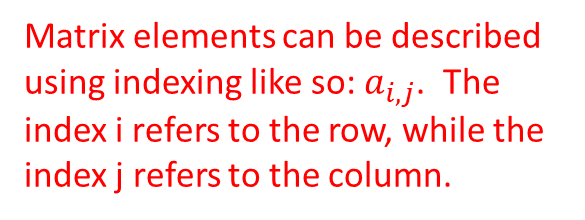 Matrix elements can be described
using indexing like so: $a_{i,j}$. The
index i refers to the row, while the
index j refers to the column.